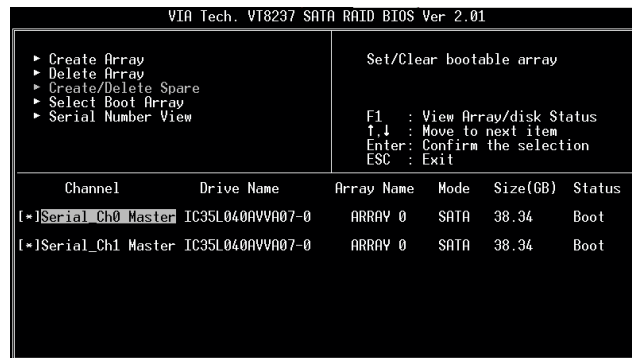 VIA Tech. VT8237 SATA RAID BIOS Ver 2.01
► Create Array
► Delete Array
► Create/Delete Spare
► Select Boot Array
► Serial Number View
Set/Clear bootable array
F1 : View Array/disk Status
↑,↓ : Move to next item
Enter: Confirm the selection
ESC : Exit
Channel Drive Name Array Name Mode Size(GB) Status
[*]Serial_Ch0 Master IC35L040AVVA07-0 ARRAY 0 SATA 38.34 Boot
[*]Serial_Ch1 Master IC35L040AVVA07-0 ARRAY 0 SATA 38.34 Boot